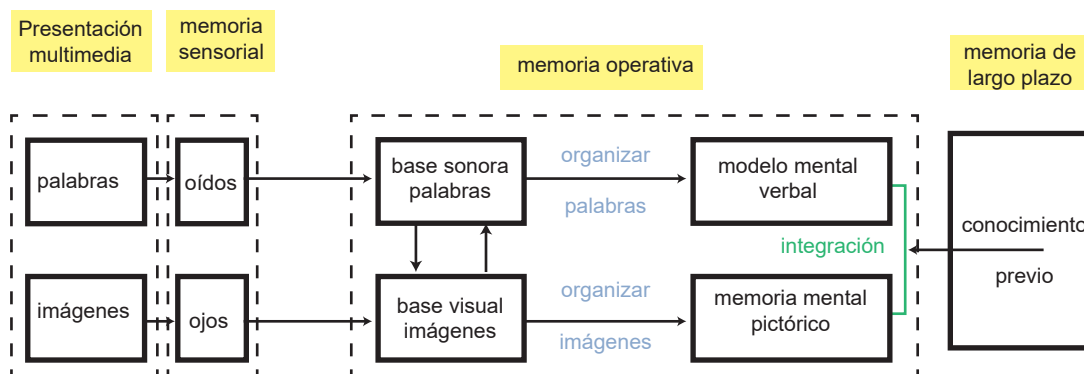 Presentación
multimedia
memoria
sensorial
memoria operativa
memoria de
largo plazo
palabras
oídos
base sonora
palabras
organizar
palabras
modelo mental
verbal
integración
conocimiento
previo
imágenes
ojos
base visual
imágenes
organizar
imágenes
memoria mental
pictórico